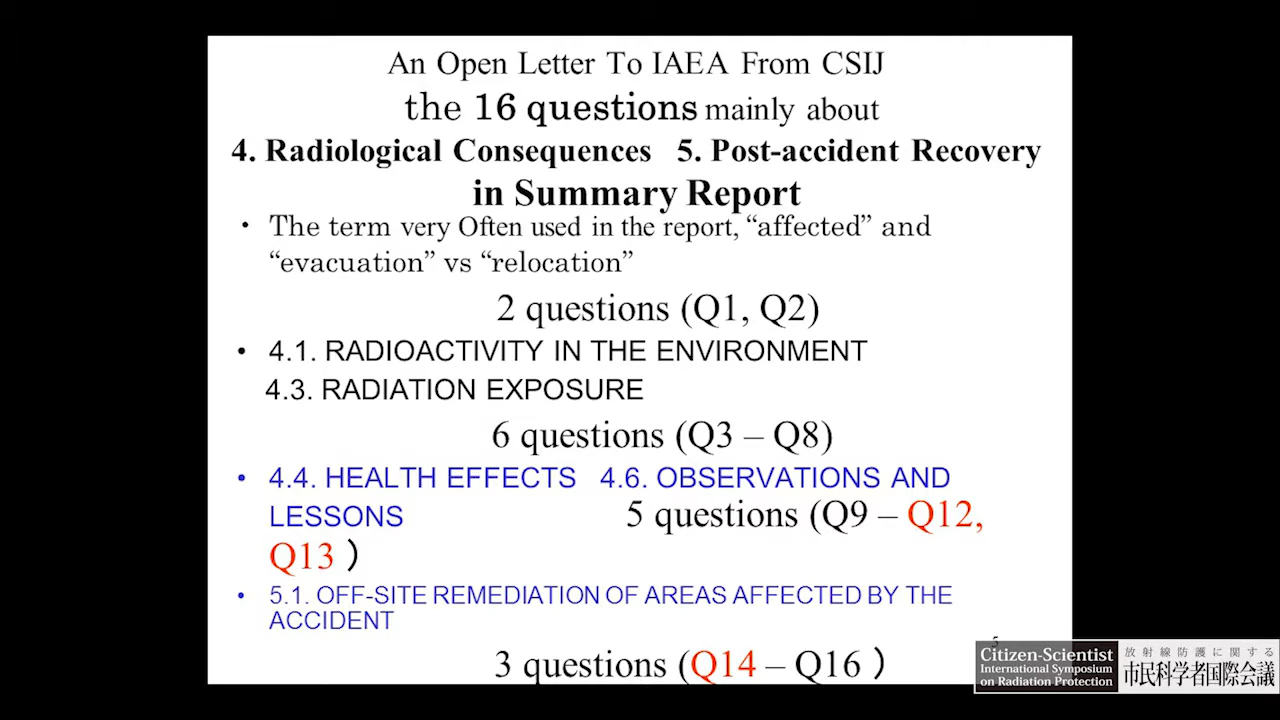 An Open Letter To IAEA From CSIJ
the 16 questions mainly about
4. Radiological Consequences 5. Post-accident Recovery
in Summary Report
• The term very Often used in the report, “affected” and
“evacuation” vs “relocation”
2 questions (Q1, Q2)
• 4.1. RADIOACTIVITY IN THE ENVIRONMENT
4.3. RADIATION EXPOSURE
6 questions (Q3 – Q8)
• 4.4. HEALTH EFFECTS 4.6. OBSERVATIONS AND
LESSONS 5 questions (Q9 – Q12,
Q13 )
• 5.1. OFF-SITE REMEDIATION OF AREAS AFFECTED BY THE
ACCIDENT
3 questions (Q14 – Q16 )
5
Citizen-Scientist
International Symposium
on Radiation Protection
放射線防護に関する
市民科学者国際会議